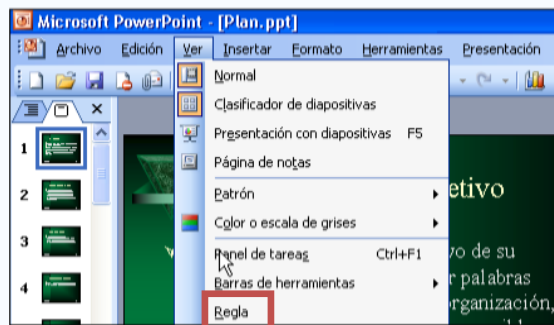 Microsoft PowerPoint - [Plan.ppt]
Archivo Edición Ver Insertar Formato Herramientas Presentación
Normal
Clasificador de diapositivas
Presentación con diapositivas F5
Página de notas
Patrón
Color o escala de grises
Panel de tareas Ctrl+F1
Barras de herramientas
Regla
1
2
3
4
etivo
vo de su
r palabras
rganización,